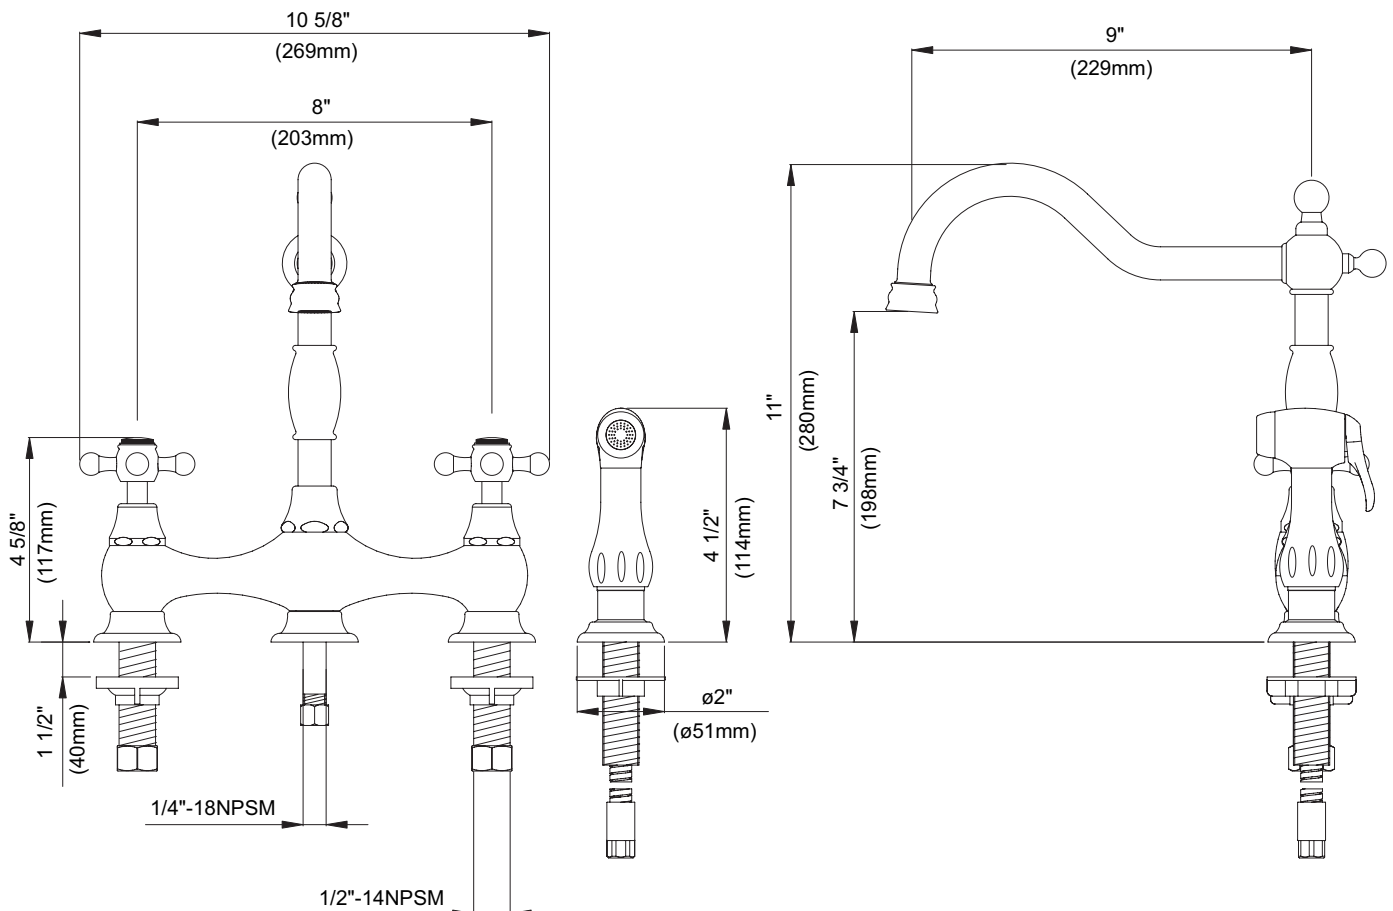 10 5/8"
(269mm)
8"
(203mm)
9"
(229mm)
11"
(280mm)
7 3/4"
(198mm)
4 5/8"
(117mm)
4 1/2"
(114mm)
1 1/2"
(40mm)
ø2"
(ø51mm)
1/4"-18NPSM
1/2"-14NPSM